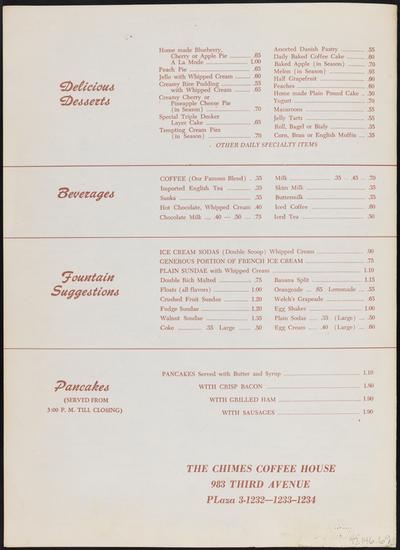 Delicious
Desserts
Home made Blueberry,
Cherry or Apple Pie .65
A La Mode 1.00
Peach Pie .65
Jello with Whipped Cream .60
Creamy Rice Pudding .55
with Whipped Cream .65
Creamy Cherry or
Pineapple Cheese Pie
(in Season) .70
Special Triple Decker
Layer Cake .65
Tempting Cream Pies
(in Season) .70
Assorted Danish Pastry .55
Daily Baked Coffee Cake .60
Baked Apple (in Season) .70
Melon (in Season) .95
Half Grapefruit .60
Peaches .60
Home made Plain Pound Cake .50
Yogurt .70
Macaroons .55
Jelly Tarts .55
Roll, Bagel or Bialy .35
Corn, Bran or English Muffin .35
OTHER DAILY SPECIALTY ITEMS
Beverages
COFFEE (Our Famous Blend) .35
Imported English Tea .35
Sanka .35
Hot Chocolate, Whipped Cream .40
Chocolate Milk .40 — .50 .75
Milk .35 .45 .70
Skim Milk .35
Buttermilk .35
Iced Coffee .60
Iced Tea .50
Fountain
Suggestions
ICE CREAM SODAS (Double Scoop) Whipped Cream .90
GENEROUS PORTION OF FRENCH ICE CREAM .75
PLAIN SUNDAE with Whipped Cream 1.10
Double Rich Malted .75
Floats (all flavors) 1.00
Crushed Fruit Sundae 1.20
Fudge Sundae 1.20
Walnut Sundae 1.35
Coke .35 Large .50
Banana Split 1.15
Orangeade .85 Lemonade .55
Welch's Grapeade .65
Egg Shakes 1.00
Plain Sodas .35 (Large) .50
Egg Cream .40 (Large) .60
Pancakes
(SERVED FROM
3:00 P. M. TILL CLOSING)
PANCAKES Served with Butter and Syrup 1.10
WITH CRISP BACON
WITH GRILLED HAM 1.90
WITH SAUSAGES 1.90
THE CHIMES COFFEE HOUSE
983 THIRD AVENUE
PLaza 3-1232—1233-1234